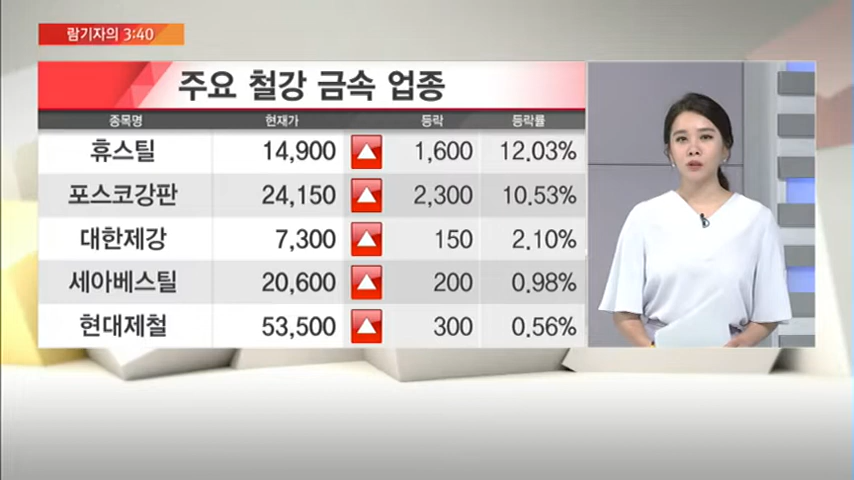 람기자의 3:40
주요 철강 금속 업종
종목명 현재가 등락 등락률
휴스틸 14,900 ▲ 1,600 12.03%
포스코강판 24,150 ▲ 2,300 10.53%
대한제강 7,300 ▲ 150 2.10%
세아베스틸 20,600 ▲ 200 0.98%
현대제철 53,500 ▲ 300 0.56%